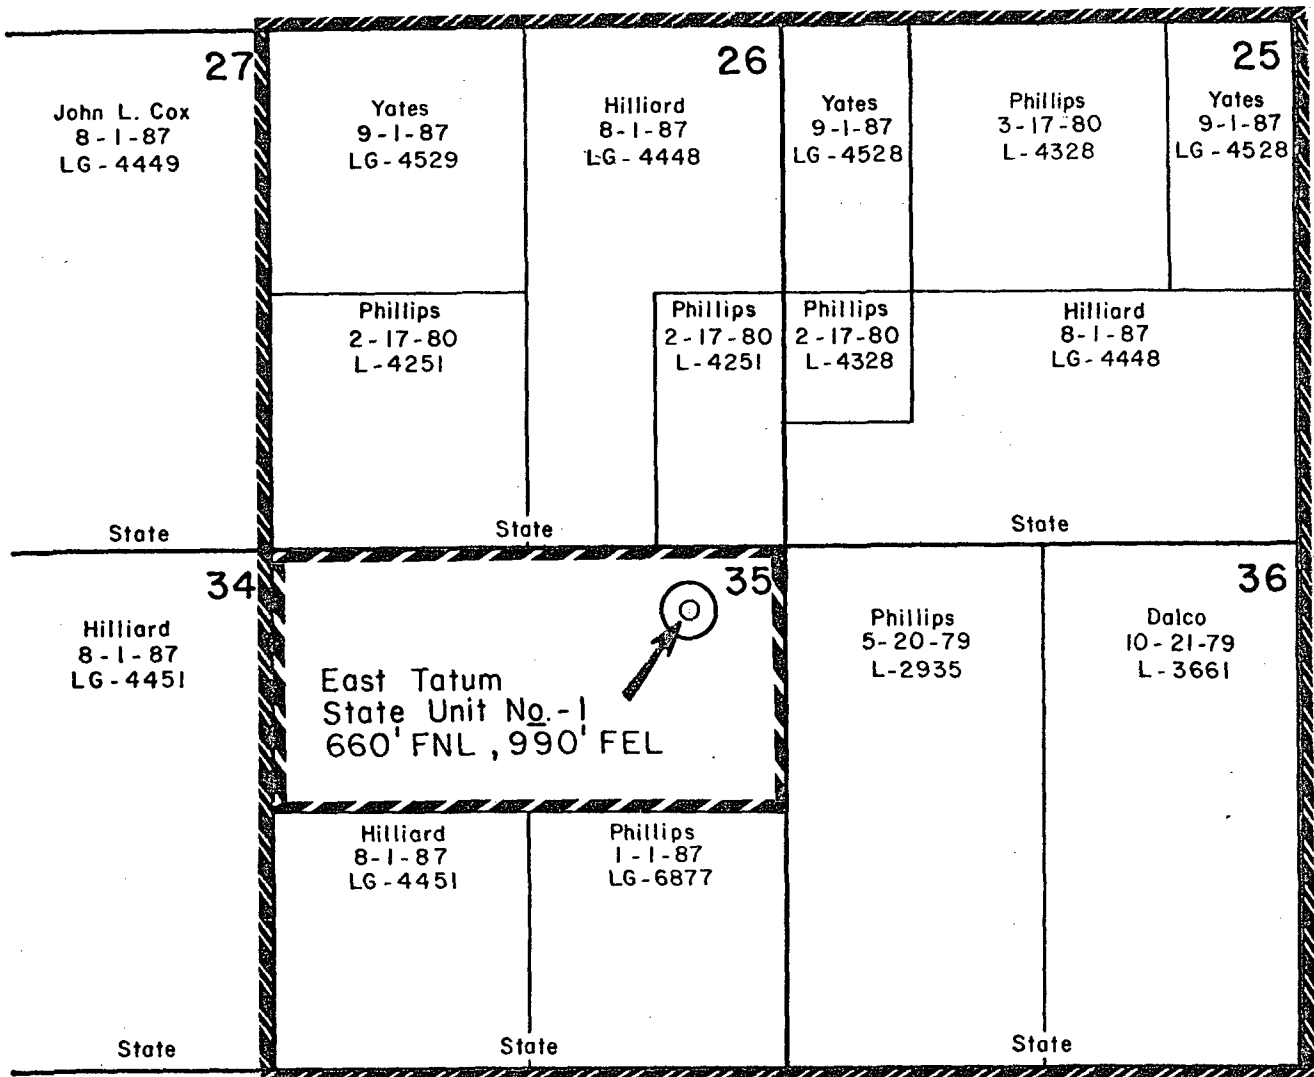 27
John L. Cox
8-1-87
LG-4449
State
26
Yates
9-1-87
LG-4529
Hilliard
8-1-87
LG-4448
Phillips
2-17-80
L-4251
Phillips
2-17-80
L-4251
State
25
Yates
9-1-87
LG-4528
Phillips
3-17-80
L-4328
Yates
9-1-87
LG-4528
Phillips
2-17-80
L-4328
Hilliard
8-1-87
LG-4448
State
34
Hilliard
8-1-87
LG-4451
State
35
East Tatum
State Unit No.-1
660' FNL, 990' FEL
Hilliard
8-1-87
LG-4451
Phillips
1-1-87
LG-6877
State
36
Phillips
5-20-79
L-2935
Dalco
10-21-79
L-3661
State